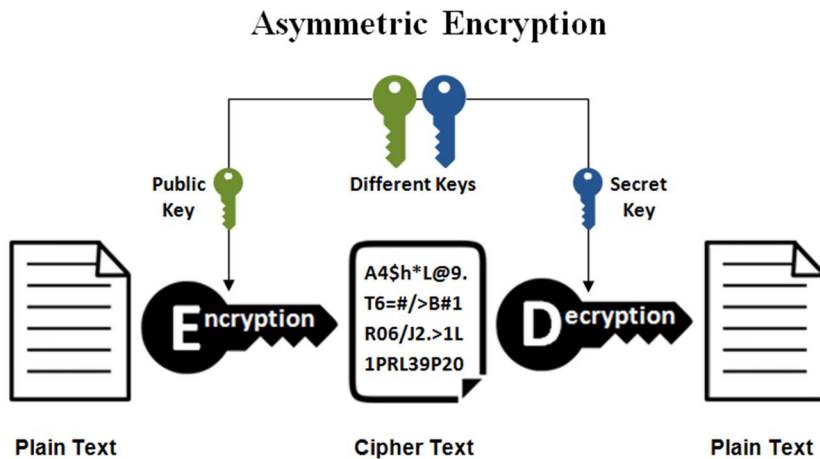 Asymmetric Encryption
Public
Key
Different Keys
Secret
Key
Encryption
A4$h*L@9.
T6=#/>B#1
R06/J2.>1L
1PRL39P20
Decryption
Plain Text
Cipher Text
Plain Text